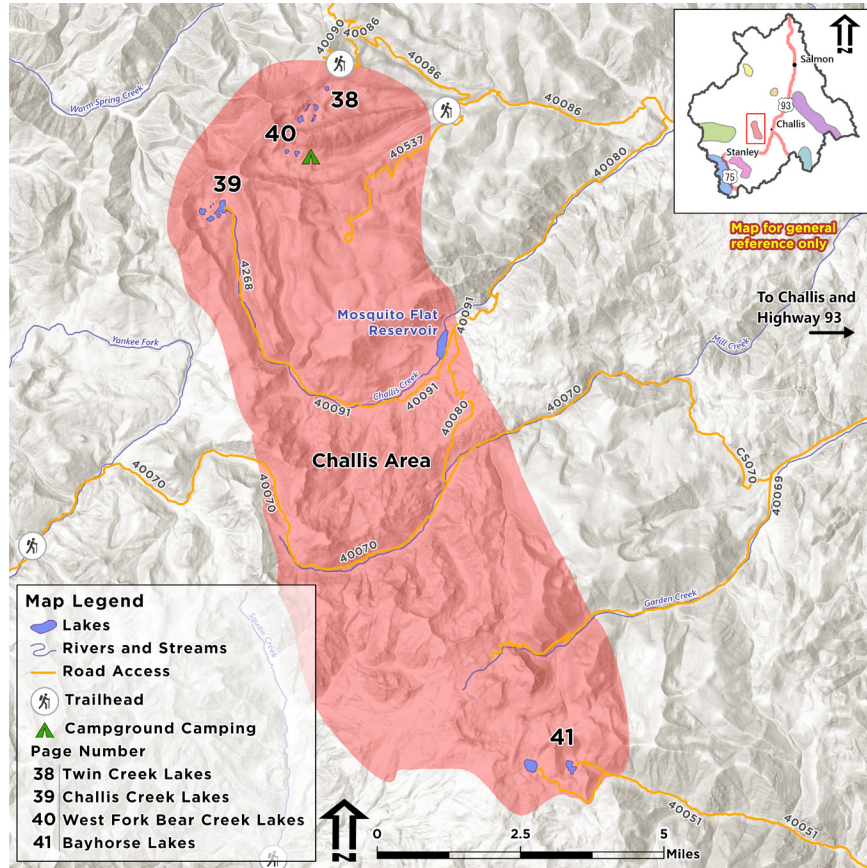 40090
40086
40086
40086
Warm Spring Creek
38
40
40537
40080
39
4268
Mosquito Flat
Reservoir
40091
Yankee Fork
Challis Creek
40091
40091
40080
40070
Mill Creek
Challis Area
40070
40070
40070
CS070
40069
Garden Creek
Squaw Creek
41
40051
40051
N
Salmon
93
Challis
Stanley
75
Map for general
reference only
To Challis and
Highway 93
Map Legend
Lakes
Rivers and Streams
Road Access
Trailhead
Campground Camping
Page Number
38 Twin Creek Lakes
39 Challis Creek Lakes
40 West Fork Bear Creek Lakes
41 Bayhorse Lakes
N
0 2.5 5
Miles